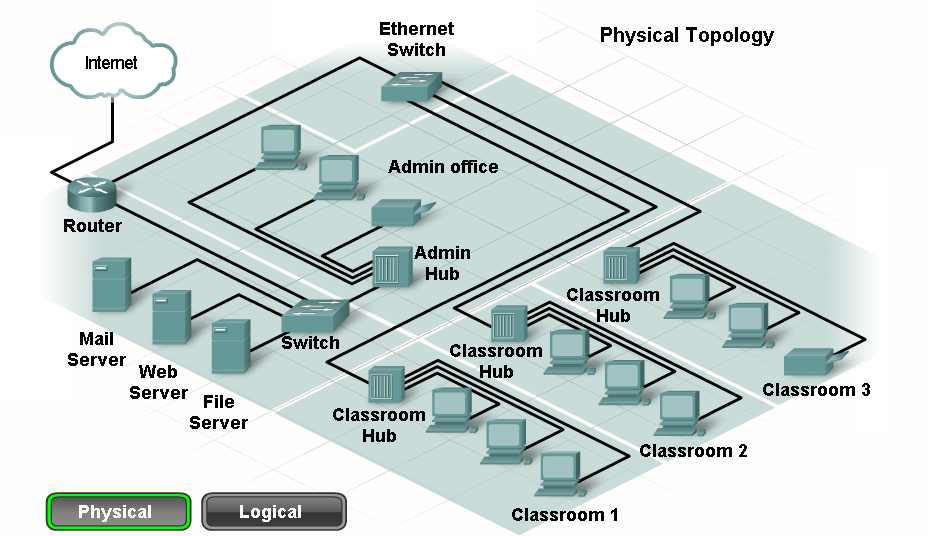 Physical Topology
Ethernet
Switch
Internet
Admin office
Router
Admin
Hub
Classroom
Hub
Mail
Server
Web
Server
File
Server
Switch
Classroom
Hub
Classroom
Hub
Classroom 3
Classroom 2
Classroom 1
Physical
Logical